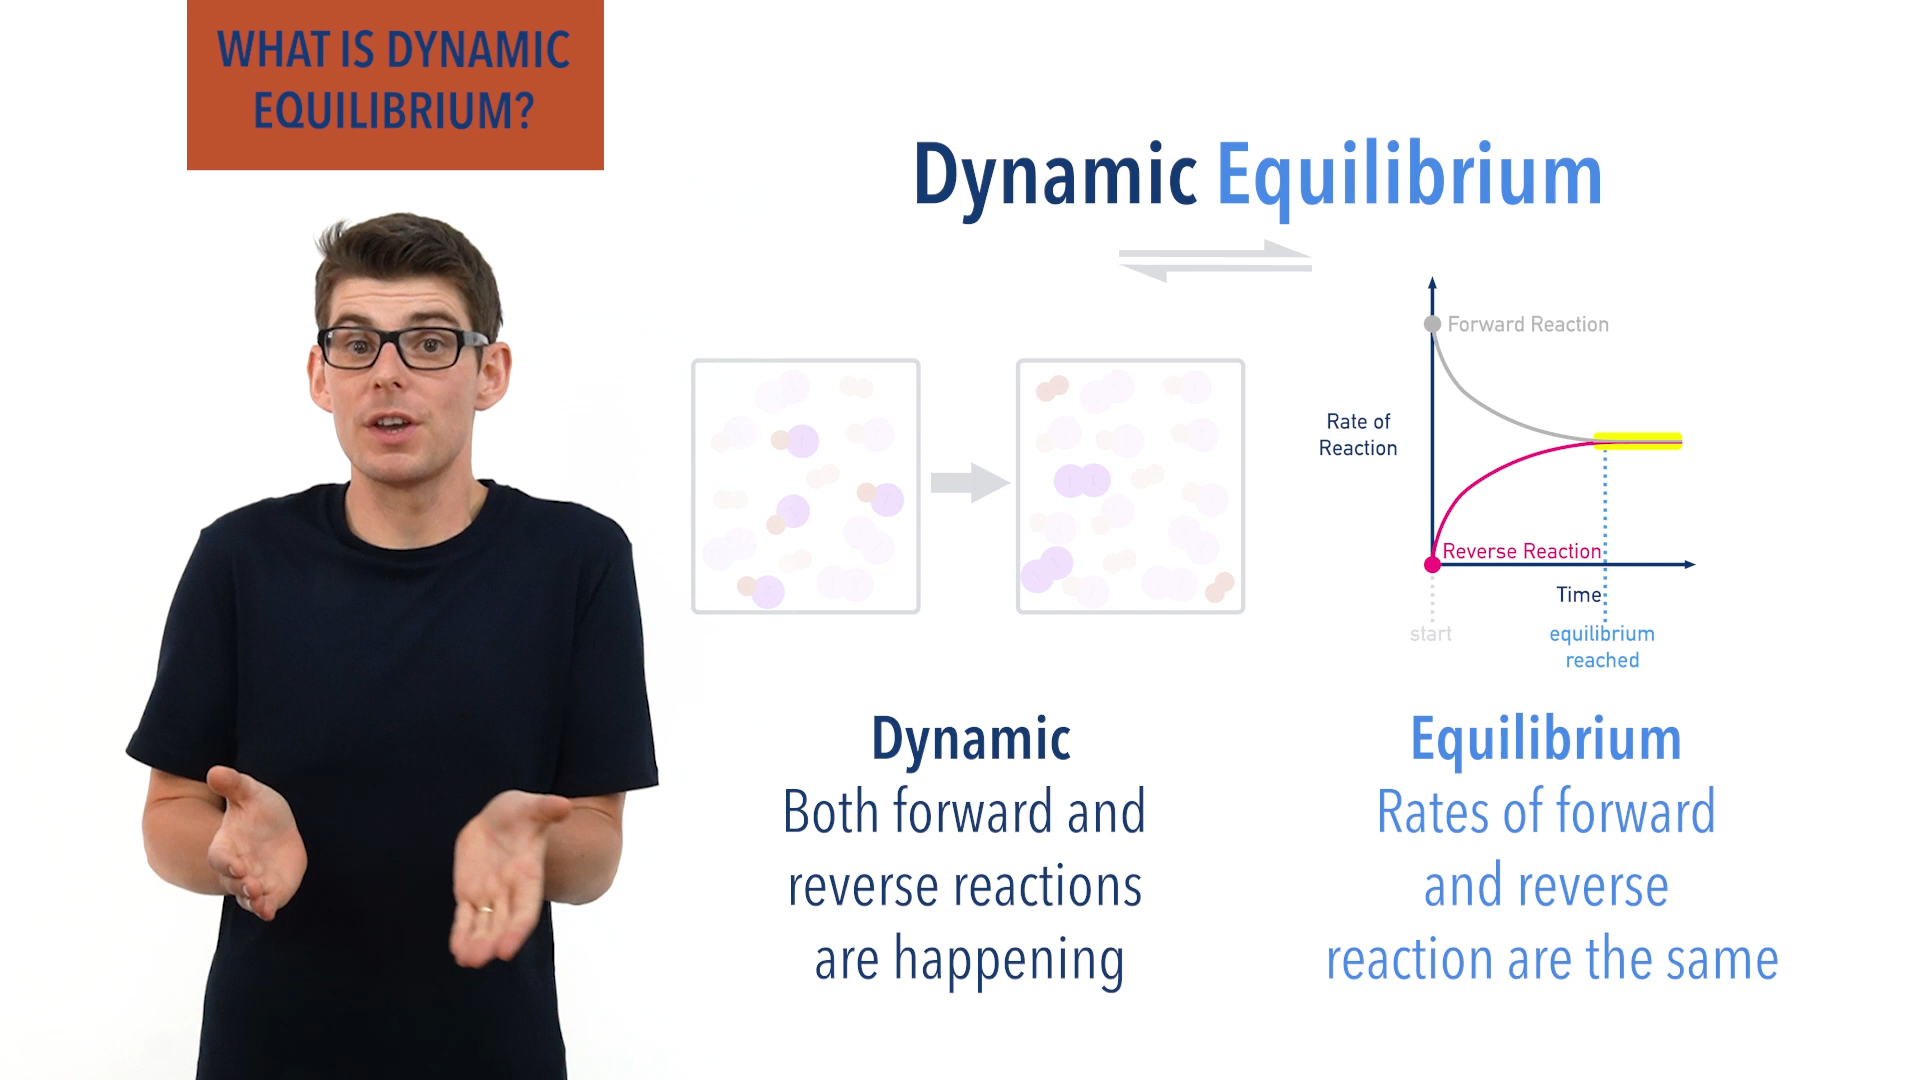 WHAT IS DYNAMIC
EQUILIBRIUM?
Dynamic Equilibrium
Forward Reaction
Rate of
Reaction
Reverse Reaction
Time
start
equilibrium
reached
Dynamic
Both forward and
reverse reactions
are happening
Equilibrium
Rates of forward
and reverse
reaction are the same